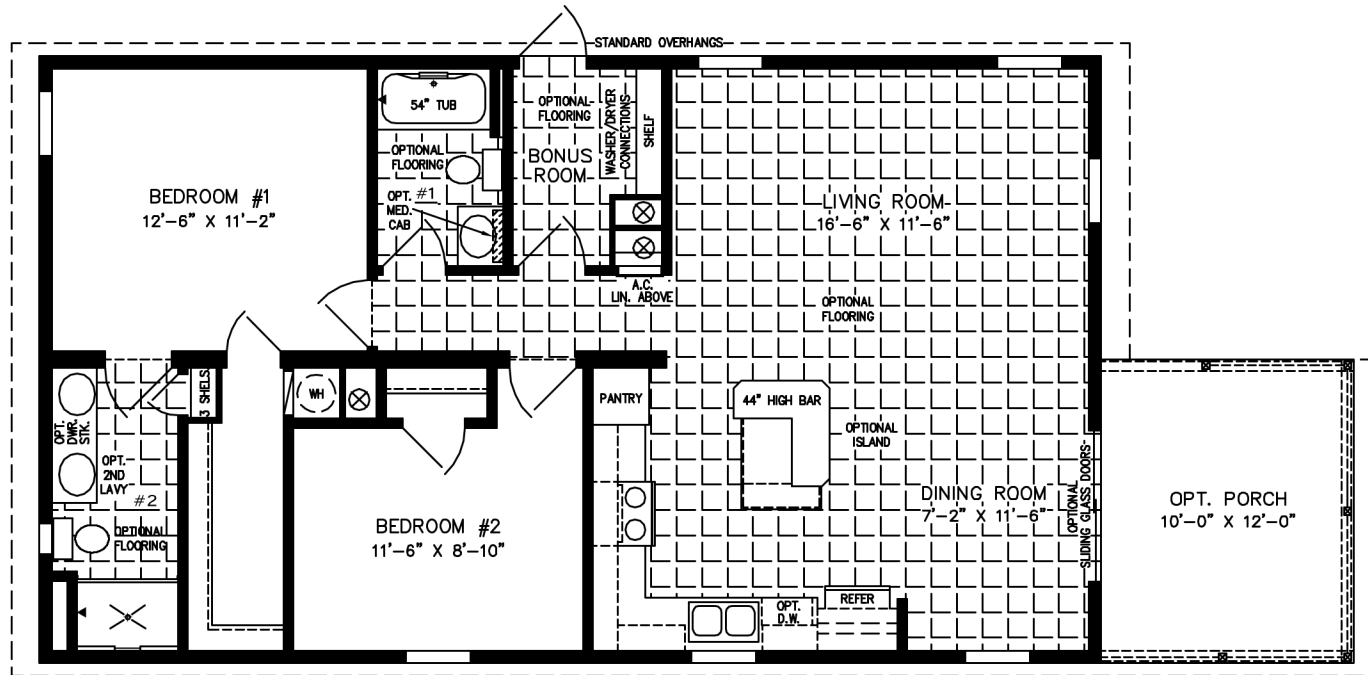 STANDARD OVERHANGS
54" TUB
OPTIONAL
FLOORING
OPT. #1
MED.
CAB
OPTIONAL
FLOORING
BONUS
ROOM
WASHER/DRYER
CONNECTIONS
SHELF
BEDROOM #1
12'-6" X 11'-2"
LIVING ROOM
16'-6" X 11'-6"
A.C.
LIN. ABOVE
OPTIONAL
FLOORING
3 SHELS.
WH
PANTRY
44" HIGH BAR
OPTIONAL
ISLAND
OPT.
DWR.
STK.
OPT.
2ND
LAVY
#2
OPTIONAL
FLOORING
BEDROOM #2
11'-6" X 8'-10"
DINING ROOM
7'-2" X 11'-6"
OPTIONAL
SLIDING GLASS DOORS
OPT. PORCH
10'-0" X 12'-0"
OPT.
D.W.
REFER